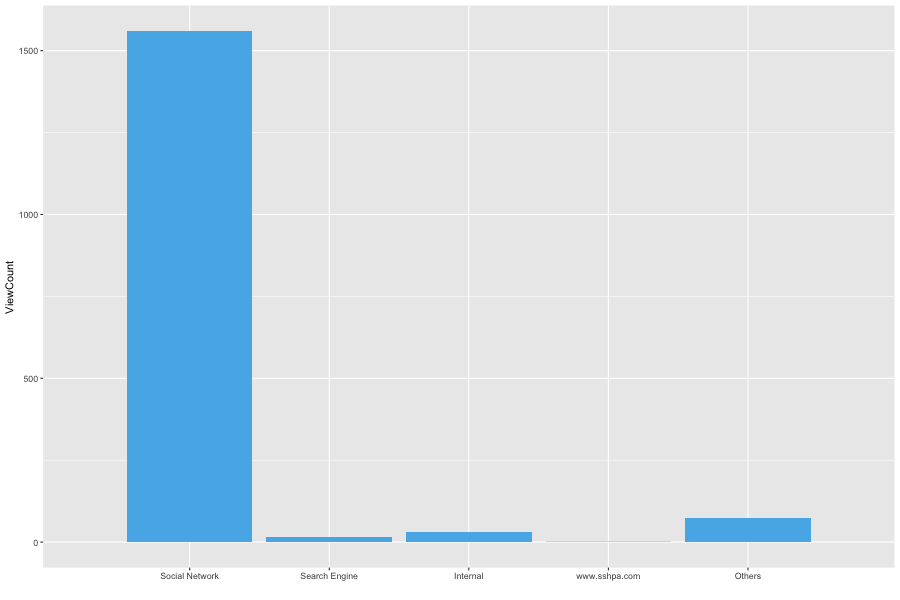 1500
1000
500
0
ViewCount
Social Network
Search Engine
Internal
www.sshpa.com
Others